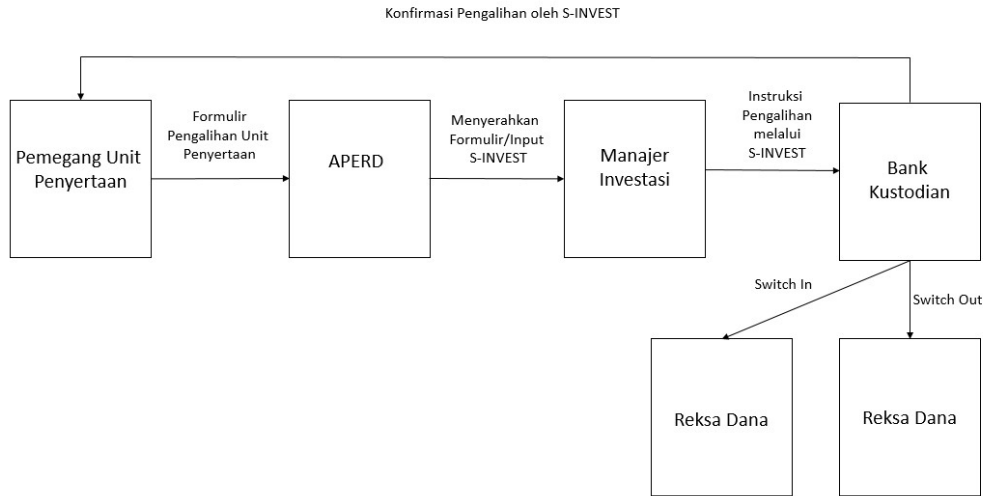 Konfirmasi Pengalihan oleh S-INVEST
Pemegang Unit
Penyertaan
Formulir
Pengalihan Unit
Penyertaan
APERD
Menyerahkan
Formulir/Input
S-INVEST
Manajer
Investasi
Instruksi
Pengalihan
melalui
S-INVEST
Bank
Kustodian
Switch In
Switch Out
Reksa Dana
Reksa Dana